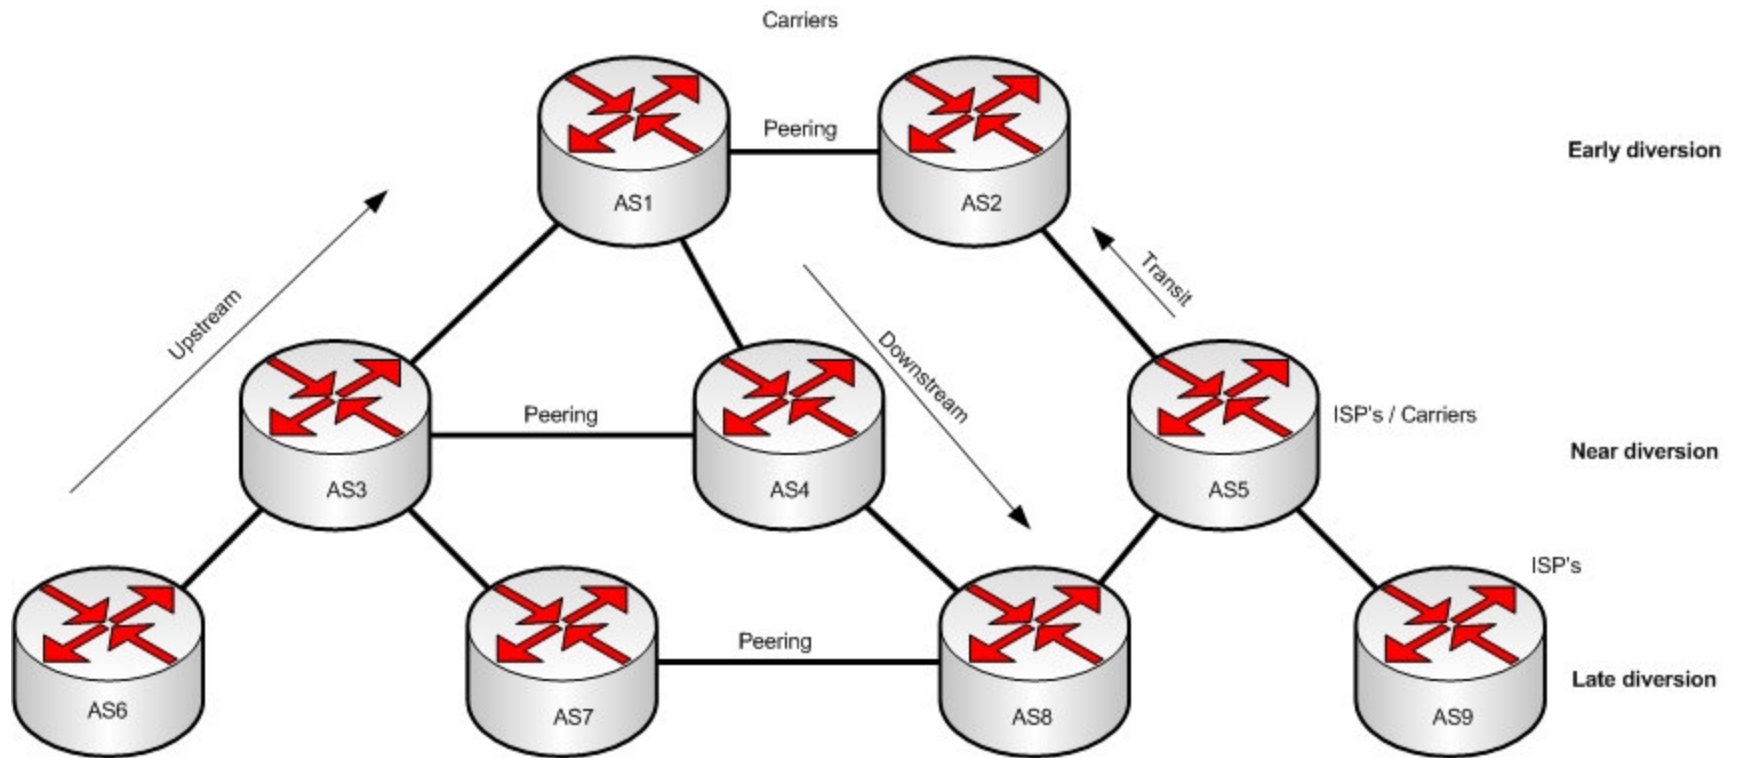 Carriers
Peering
Early diversion
AS1
AS2
Upstream
Transit
Downstream
Peering
ISP's / Carriers
Near diversion
AS3
AS4
AS5
ISP's
Peering
Late diversion
AS6
AS7
AS8
AS9